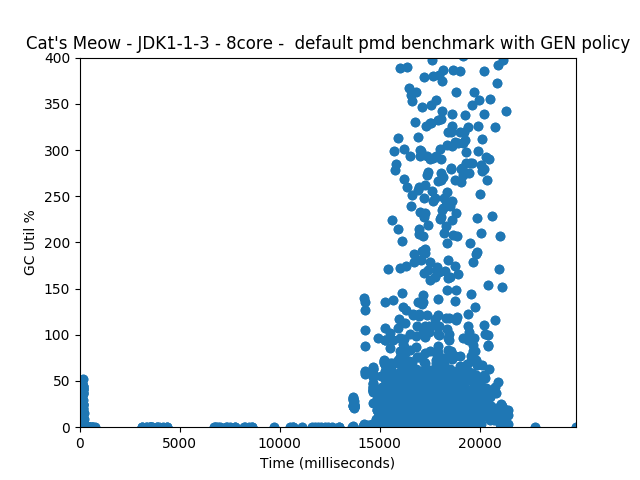 Cat's Meow - JDK1-1-3 - 8core -  default pmd benchmark with GEN policy
400
350
300
250
200
150
100
50
0
GC Util %
0 5000 10000 15000 20000
Time (milliseconds)